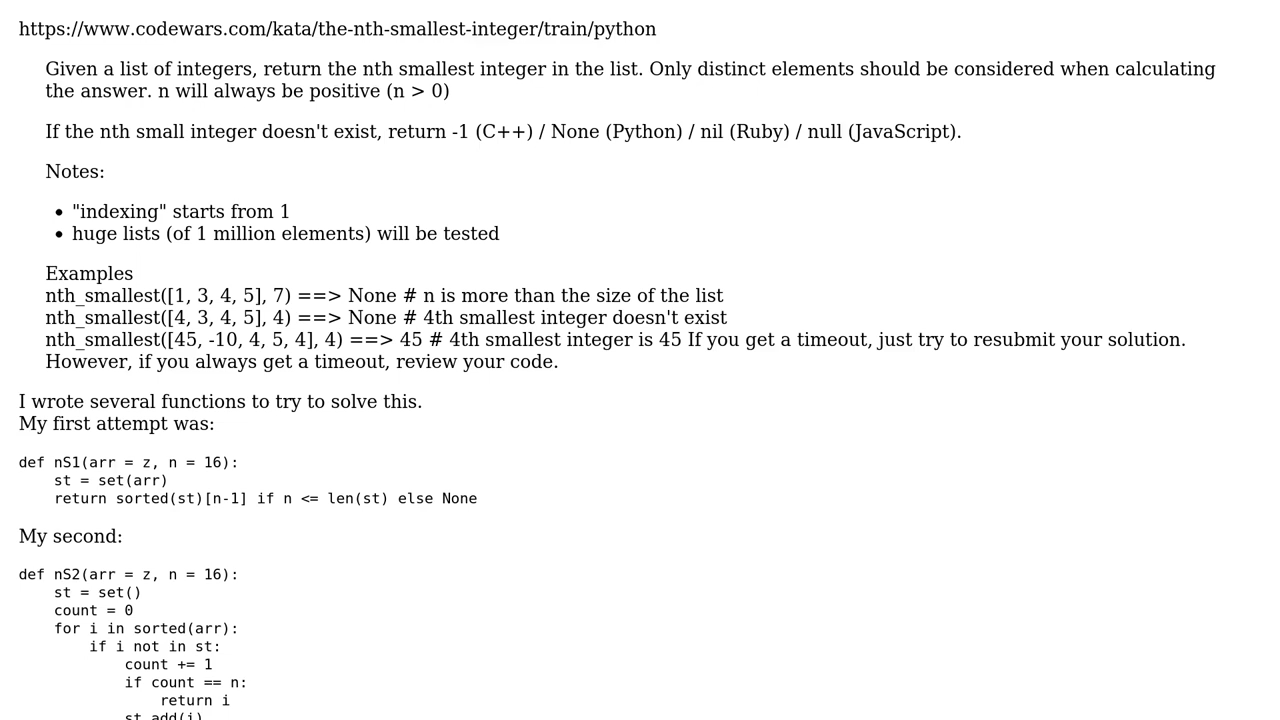 https://www.codewars.com/kata/the-nth-smallest-integer/train/python
Given a list of integers, return the nth smallest integer in the list. Only distinct elements should be considered when calculating
the answer. n will always be positive (n > 0)
If the nth small integer doesn't exist, return -1 (C++) / None (Python) / nil (Ruby) / null (JavaScript).
Notes:
• "indexing" starts from 1
• huge lists (of 1 million elements) will be tested
Examples
nth_smallest([1, 3, 4, 5], 7) ==> None # n is more than the size of the list
nth_smallest([4, 3, 4, 5], 4) ==> None # 4th smallest integer doesn't exist
nth_smallest([45, -10, 4, 5, 4], 4) ==> 45 # 4th smallest integer is 45 If you get a timeout, just try to resubmit your solution.
However, if you always get a timeout, review your code.
I wrote several functions to try to solve this.
My first attempt was:
def nS1(arr = z, n = 16):
    st = set(arr)
    return sorted(st)[n-1] if n <= len(st) else None
My second:
def nS2(arr = z, n = 16):
    st = set()
    count = 0
    for i in sorted(arr):
        if i not in st:
            count += 1
            if count == n:
                return i
            st.add(i)